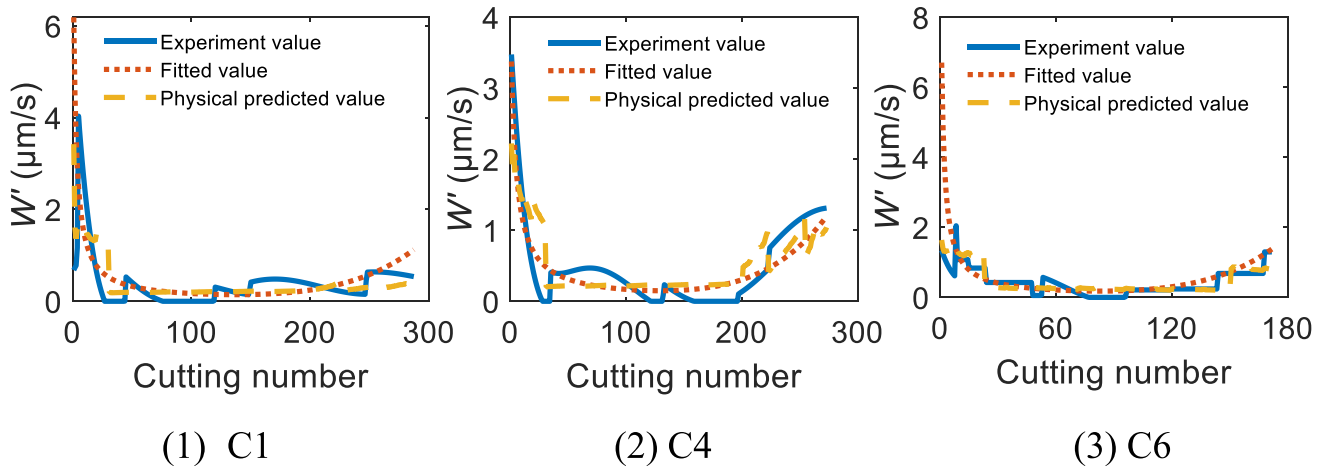 6
4
2
0
0
100
200
300
W' (μm/s)
Cutting number
Experiment value
Fitted value
Physical predicted value
(1) C1
4
3
2
1
0
0
100
200
300
W' (μm/s)
Cutting number
Experiment value
Fitted value
Physical predicted value
(2) C4
8
6
4
2
0
0
60
120
180
W' (μm/s)
Cutting number
Experiment value
Fitted value
Physical predicted value
(3) C6